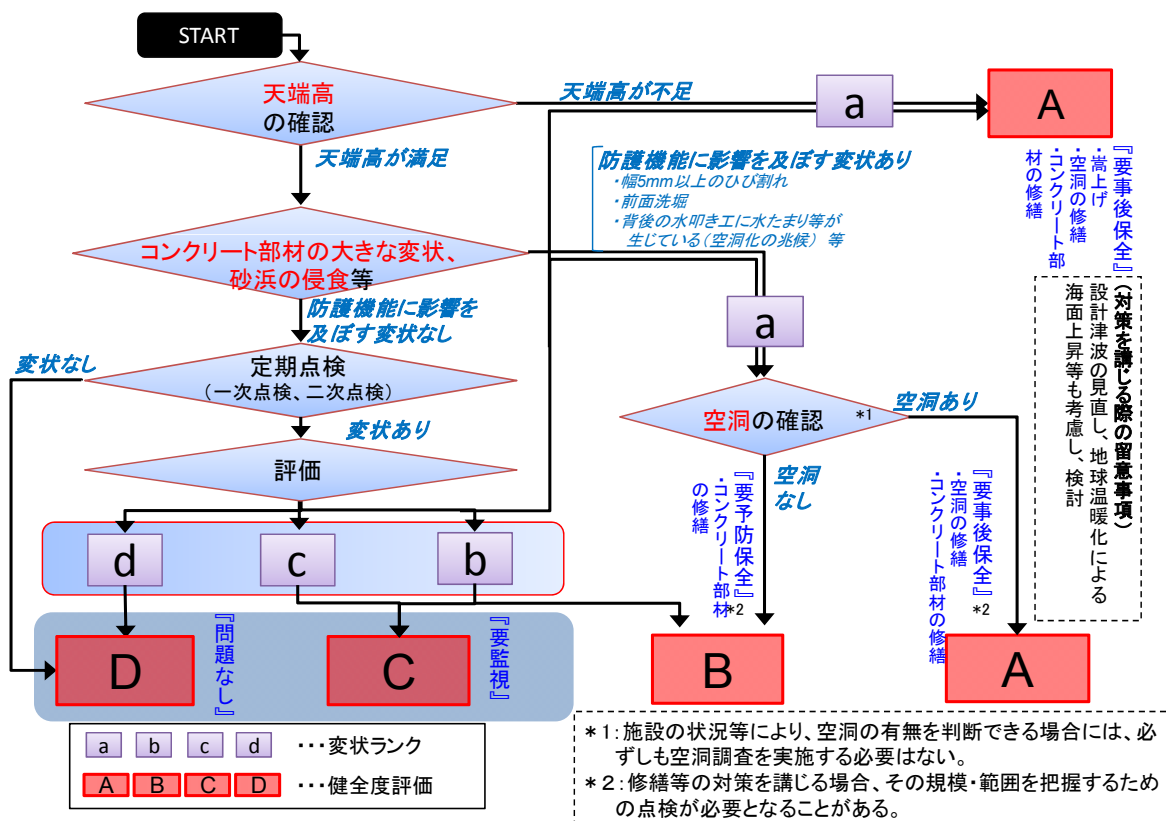 START
天端高
の確認
天端高が不足
a
A
天端高が満足
『要事後保全』
・嵩上げ
・空洞の修繕
・コンクリート部
材の修繕
防護機能に影響を及ぼす変状あり
・幅5mm以上のひび割れ
・前面洗堀
・背後の水叩き工に水たまり等が
生じている(空洞化の兆候) 等
コンクリート部材の大きな変状、
砂浜の侵食等
防護機能に影響を
及ぼす変状なし
a
(対策を講じる際の留意事項)
設計津波の見直し、地球温暖化による
海面上昇等も考慮し、検討
変状なし
定期点検
(一次点検、二次点検)
変状あり
空洞の確認 *1
空洞あり
空洞
なし
評価
『要予防保全』
・コンクリート部材
の修繕
*2
『要事後保全』
・空洞の修繕
・コンクリート部材の修繕
*2
d
c
b
D
『問題なし』
C
『要監視』
B
A
a b c d ・・・変状ランク
A B C D ・・・健全度評価
*1:施設の状況等により、空洞の有無を判断できる場合には、必
ずしも空洞調査を実施する必要はない。
*2:修繕等の対策を講じる場合、その規模・範囲を把握するため
の点検が必要となることがある。